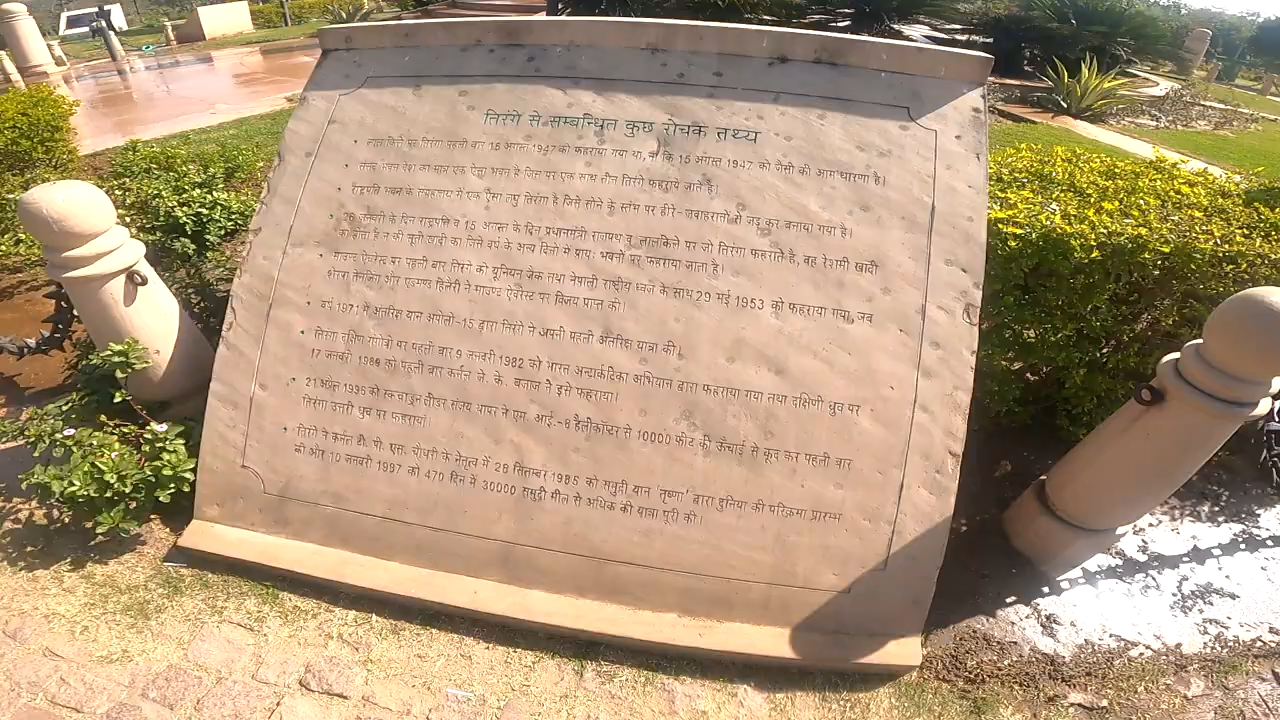 तिरंगे से सम्बन्धित कुछ रोचक तथ्य
लाल किले पर तिरंगा पहली बार 16 अगस्त 1947 को फहराया गया था, न कि 15 अगस्त 1947 को जैसी की आम धारणा है।
संसद भवन देश का मात्र एक ऐसा भवन है जिस पर एक साथ तीन तिरंगे फहराये जाते है।
राष्ट्रपति भवन के संग्रहालय में एक ऐसा लघु तिरंगा है जिसे सोने के स्तंभ पर हीरे-जवाहरातों से जड़ कर बनाया गया है।
26 जनवरी के दिन राष्ट्रपति व 15 अगस्त के दिन प्रधानमंत्री राजपथ व लालकिले पर जो तिरंगा फहराते है, वह रेशमी खादी
का होता है न की सूती खादी का जिसे वर्ष के अन्य दिनो में प्रायः भवनों पर फहराया जाता है।
माउण्ट ऐवरेस्ट पर पहली बार तिरंगे को यूनियन जेक तथा नेपाली राष्ट्रीय ध्वज के साथ 29 मई 1953 को फहराया गया, जब
शेरपा तेनजिंग और एडमण्ड हिलेरी ने माउण्ट ऐवरेस्ट पर विजय प्राप्त की।
वर्ष 1971 में अंतरिक्ष यान अपोलो-15 द्वारा तिरंगे ने अपनी पहली अंतरिक्ष यात्रा की।
तिरंगा दक्षिण गंगोत्री पर पहली बार 9 जनवरी 1982 को भारत अन्टार्कटिका अभियान द्वारा फहराया गया तथा दक्षिणी ध्रुव पर
17 जनवरी 1989 को पहली बार कर्नल जे. के. बजाज ने इसे फहराया।
21 अप्रेल 1996 को स्कवाड्रन लीडर संजय थापर ने एम. आई.-8 हैलीकॉप्टर से 10000 फीट की ऊँचाई से कूद कर पहली बार
तिरंगा उत्तरी ध्रुव पर फहराया।
तिरंगे ने कर्नल टी. पी. एस. चौधरी के नेतृत्व में 28 सितम्बर 1985 को समुद्री यान 'तृष्णा' द्वारा दुनिया की परिक्रमा प्रारम्भ
की और 10 जनवरी 1987 को 470 दिन में 30000 समुद्री मील से अधिक की यात्रा पूरी की।